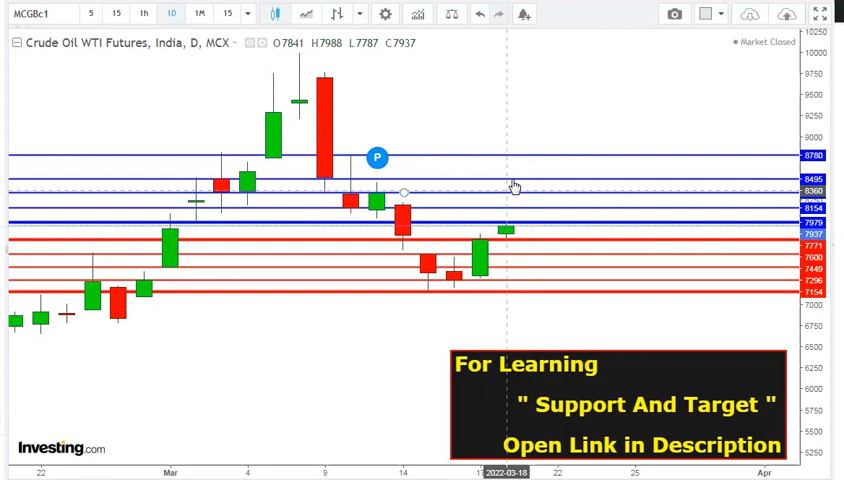 MCGBc1 5 15 1h 1D 1M 15
Crude Oil WTI Futures, India, D, MCX O7841 H7988 L7787 C7937
Market Closed
10250
10000
9750
9500
9250
9000
8780
8495
8360
8154
7979
7937
7771
7600
7449
7296
7154
7000
6750
6500
6250
6000
5750
5500
5250
P
For Learning
" Support And Target "
Open Link in Description
Investing.com
22 Mar 4 9 14 17 2022-03-18 22 25 Apr